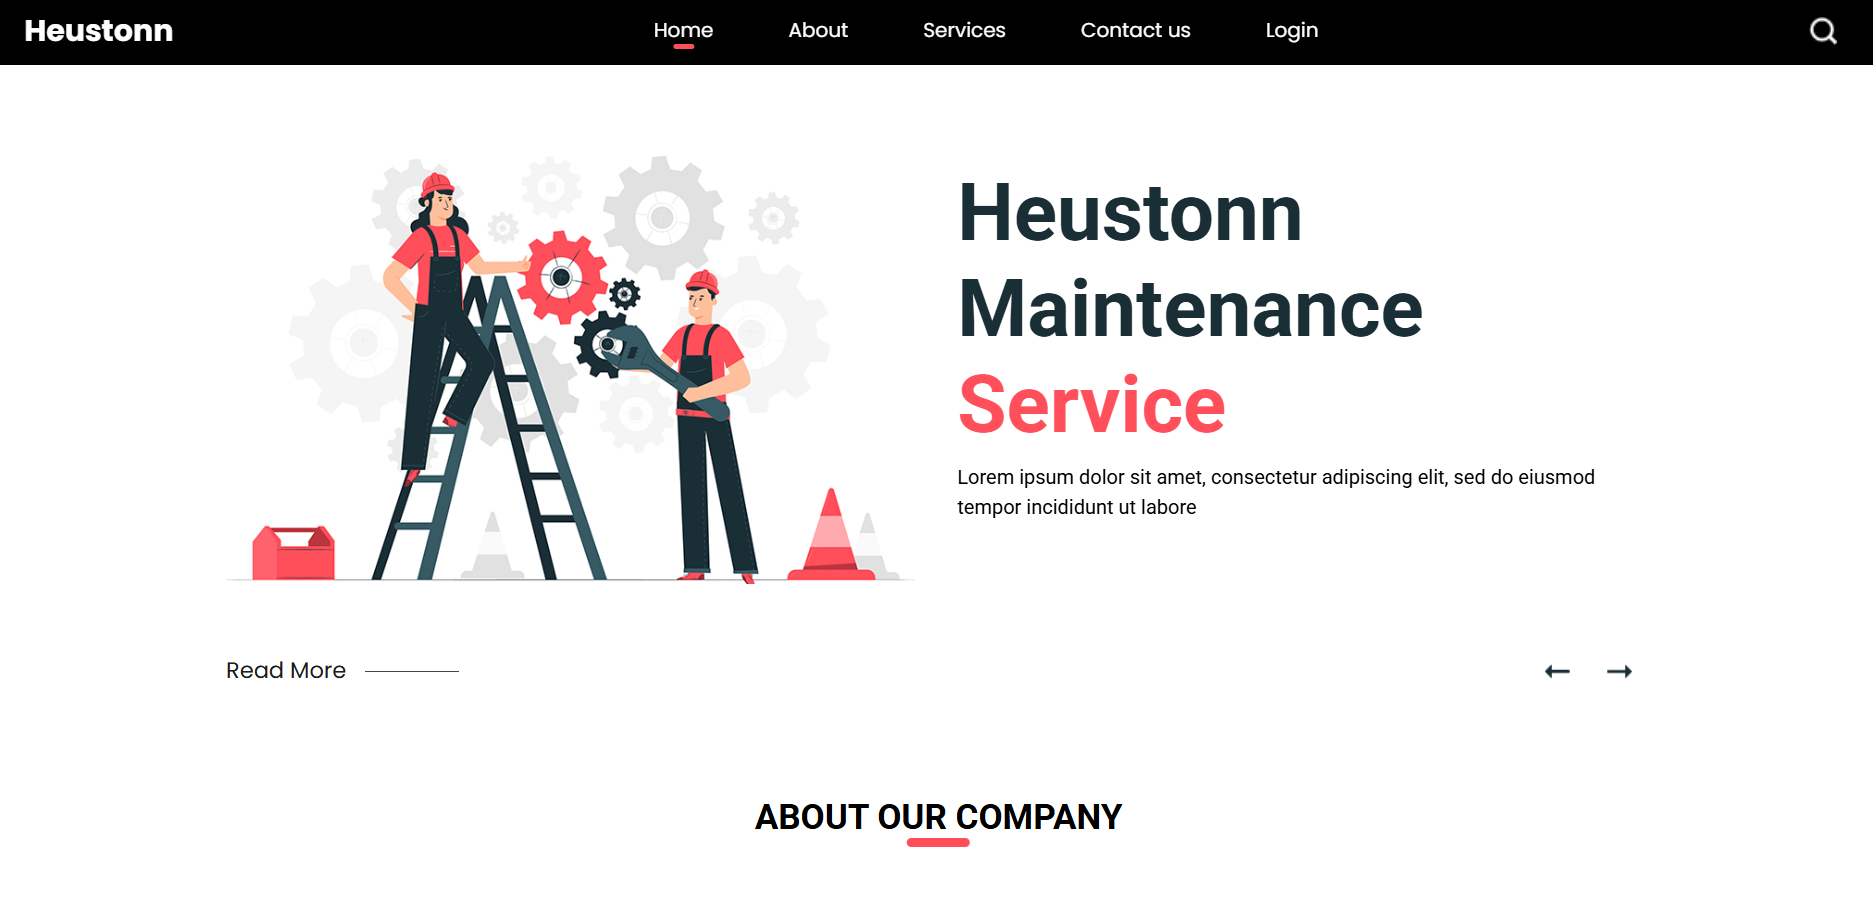 Heustonn
Home
About
Services
Contact us
Login
Heustonn
Maintenance
Service
Lorem ipsum dolor sit amet, consectetur adipiscing elit, sed do eiusmod
tempor incididunt ut labore
Read More
ABOUT OUR COMPANY